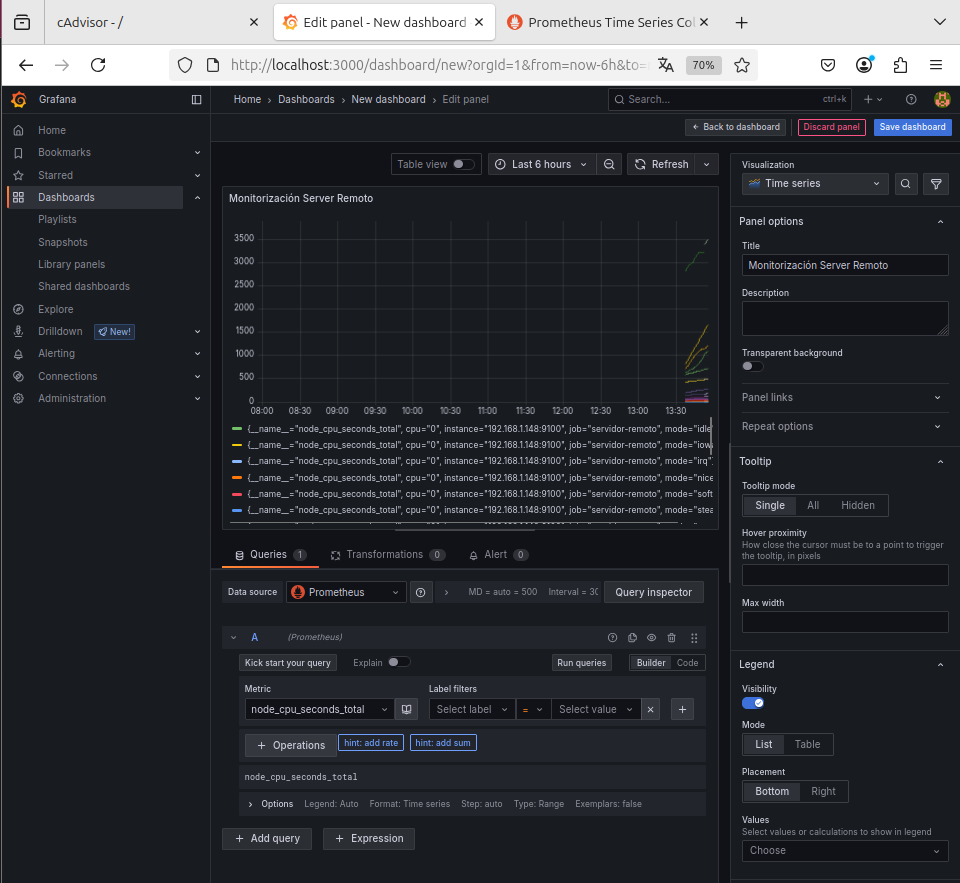 cAdvisor - /
Edit panel - New dashboard
Prometheus Time Series Col
http://localhost:3000/dashboard/new?orgId=1&from=now-6h&to=
70%
Grafana
Home
Bookmarks
Starred
Dashboards
Playlists
Snapshots
Library panels
Shared dashboards
Explore
Drilldown New!
Alerting
Connections
Administration
Home > Dashboards > New dashboard > Edit panel
Search... ctrl+k
← Back to dashboard
Discard panel
Save dashboard
Table view
Last 6 hours
Refresh
Monitorización Server Remoto
3500
3000
2500
2000
1500
1000
500
0
08:00 08:30 09:00 09:30 10:00 10:30 11:00 11:30 12:00 12:30 13:00 13:30
{__name__="node_cpu_seconds_total", cpu="0", instance="192.168.1.148:9100", job="servidor-remoto", mode="idle
{__name__="node_cpu_seconds_total", cpu="0", instance="192.168.1.148:9100", job="servidor-remoto", mode="iow
{__name__="node_cpu_seconds_total", cpu="0", instance="192.168.1.148:9100", job="servidor-remoto", mode="irq"
{__name__="node_cpu_seconds_total", cpu="0", instance="192.168.1.148:9100", job="servidor-remoto", mode="nice
{__name__="node_cpu_seconds_total", cpu="0", instance="192.168.1.148:9100", job="servidor-remoto", mode="soft
{__name__="node_cpu_seconds_total", cpu="0", instance="192.168.1.148:9100", job="servidor-remoto", mode="stea
Queries 1
Transformations 0
Alert 0
Data source
Prometheus
MD = auto = 500 Interval = 30
Query inspector
A (Prometheus)
Kick start your query
Explain
Run queries
Builder Code
Metric
node_cpu_seconds_total
Label filters
Select label = Select value
+ Operations
hint: add rate
hint: add sum
node_cpu_seconds_total
Options Legend: Auto Format: Time series Step: auto Type: Range Exemplars: false
+ Add query
+ Expression
Visualization
Time series
Panel options
Title
Monitorización Server Remoto
Description
Transparent background
Panel links
Repeat options
Tooltip
Tooltip mode
Single All Hidden
Hover proximity
How close the cursor must be to a point to trigger
the tooltip, in pixels
Max width
Legend
Visibility
Mode
List Table
Placement
Bottom Right
Values
Select values or calculations to show in legend
Choose